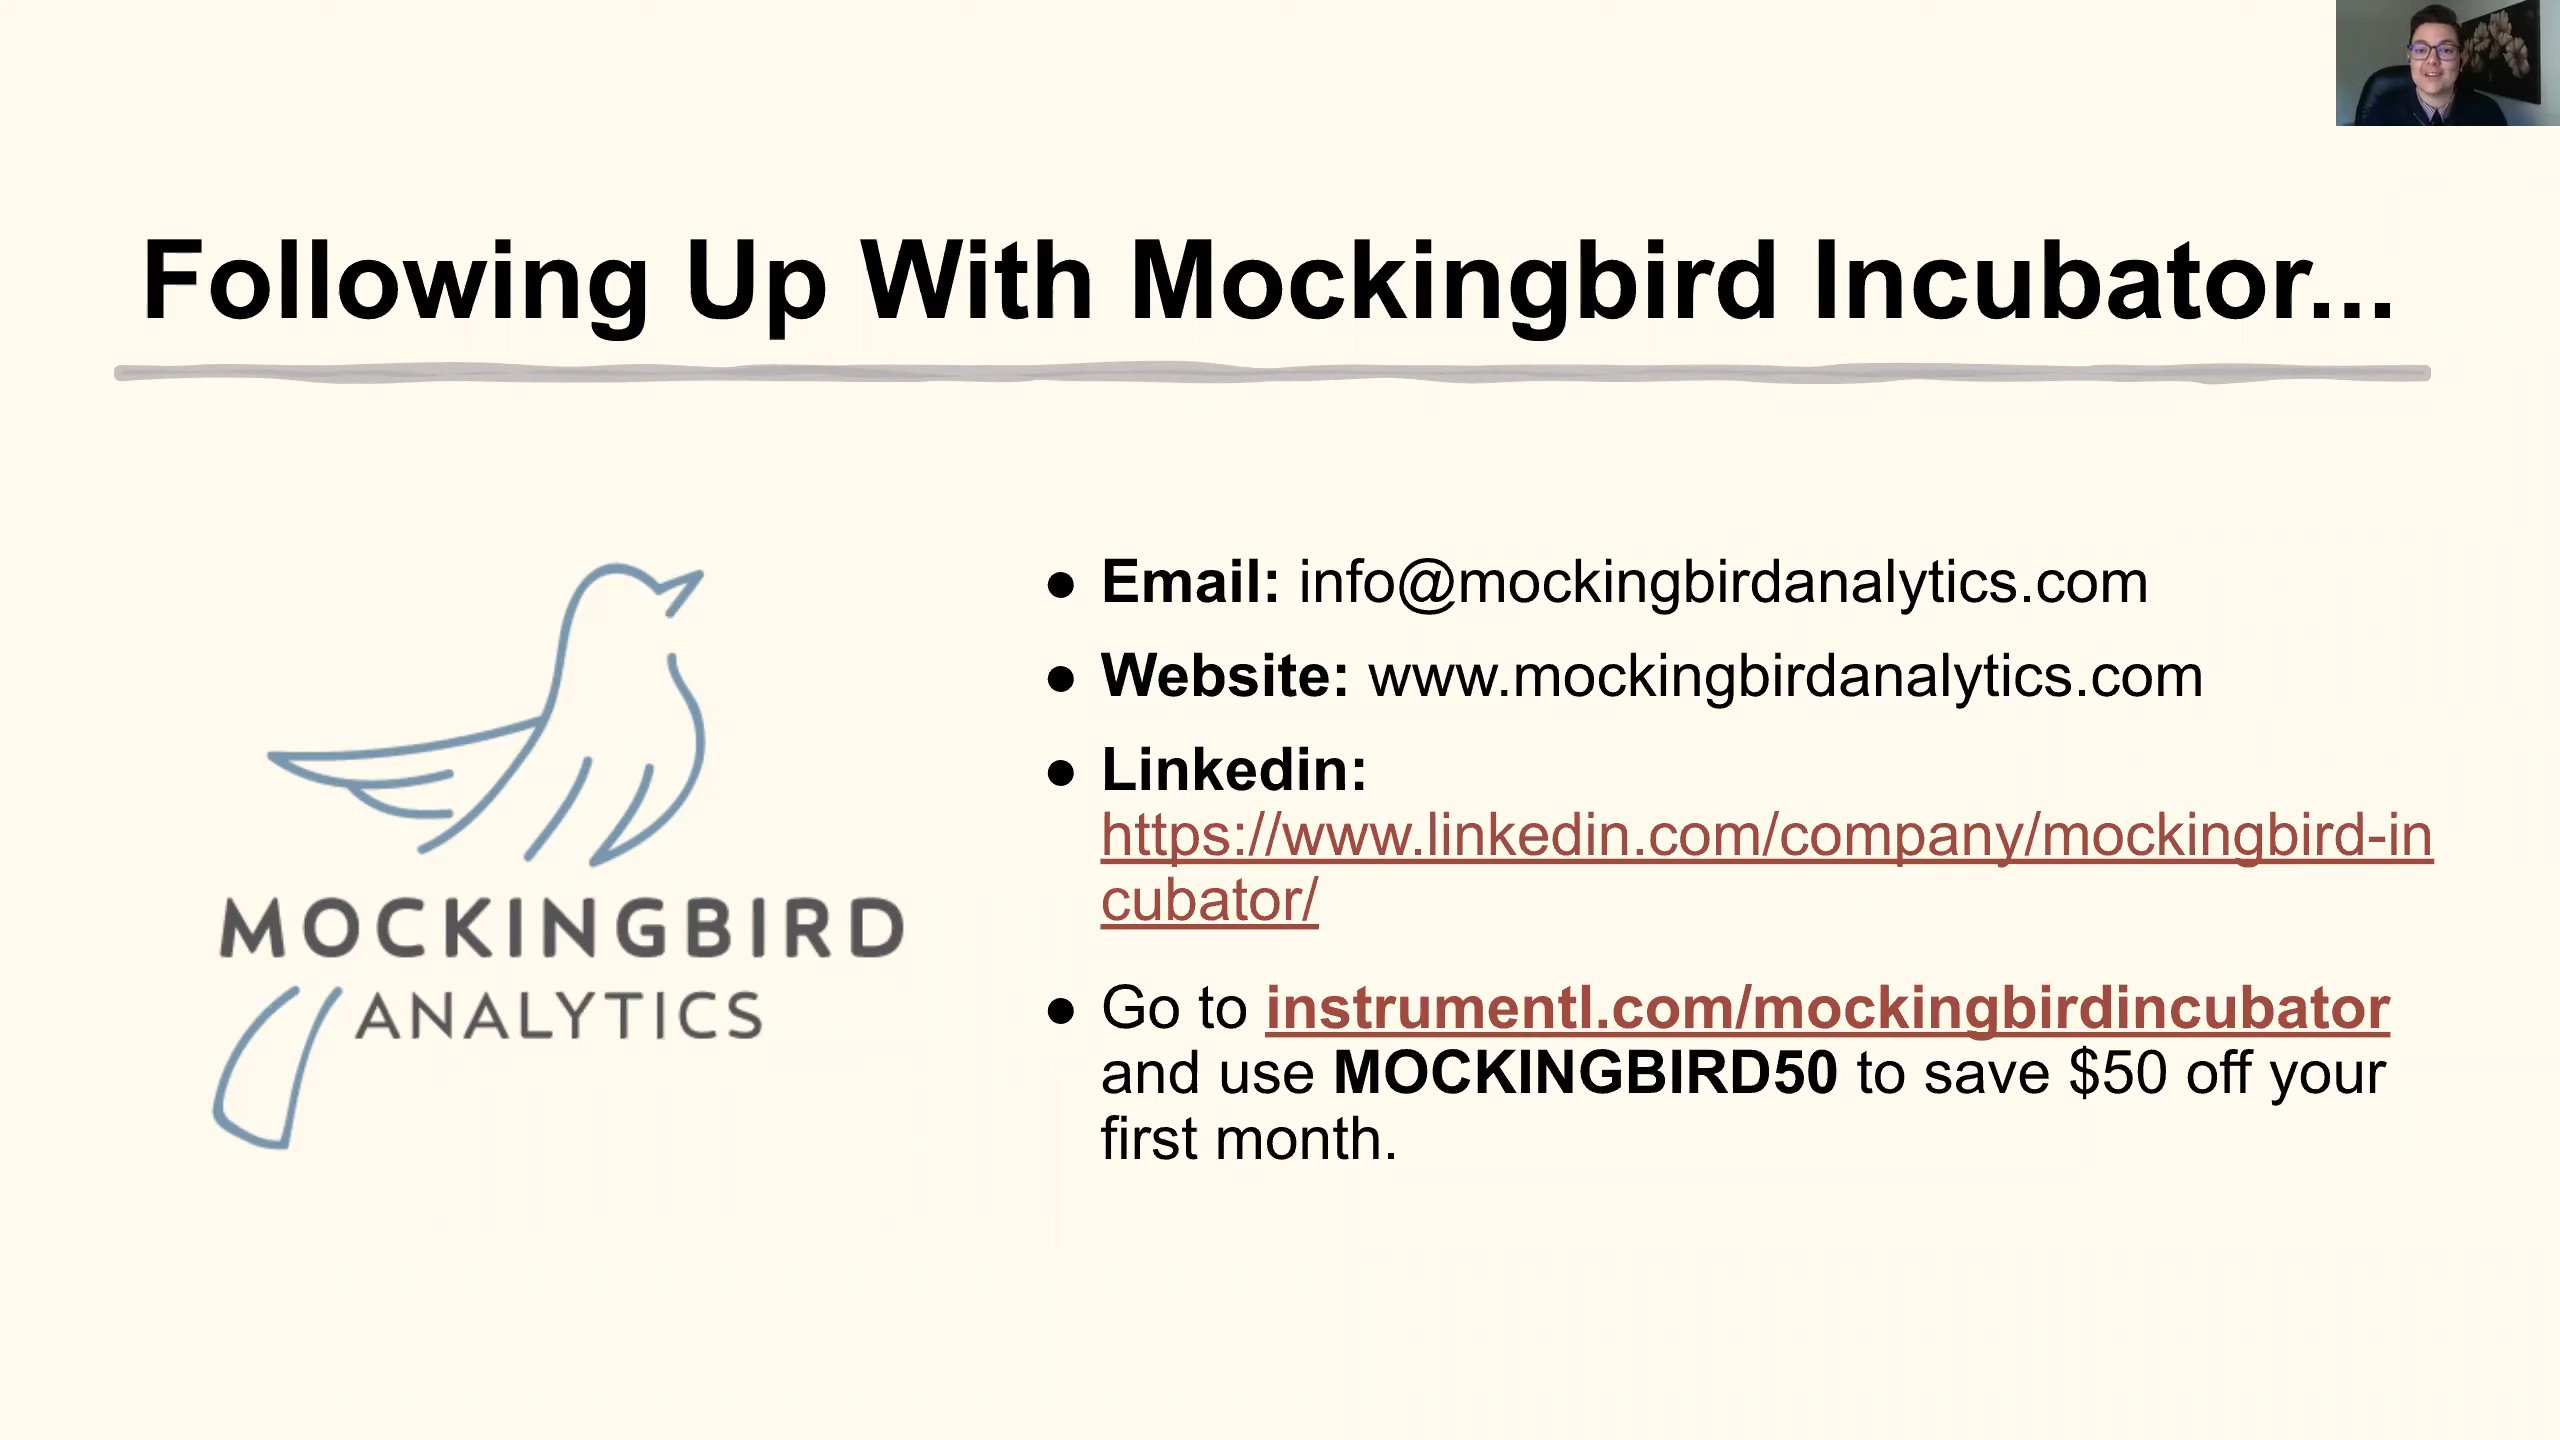 Following Up With Mockingbird Incubator...
MOCKINGBIRD
ANALYTICS
● Email: info@mockingbirdanalytics.com
● Website: www.mockingbirdanalytics.com
● Linkedin:
https://www.linkedin.com/company/mockingbird-in
cubator/
● Go to instrumentl.com/mockingbirdincubator
and use MOCKINGBIRD50 to save $50 off your
first month.